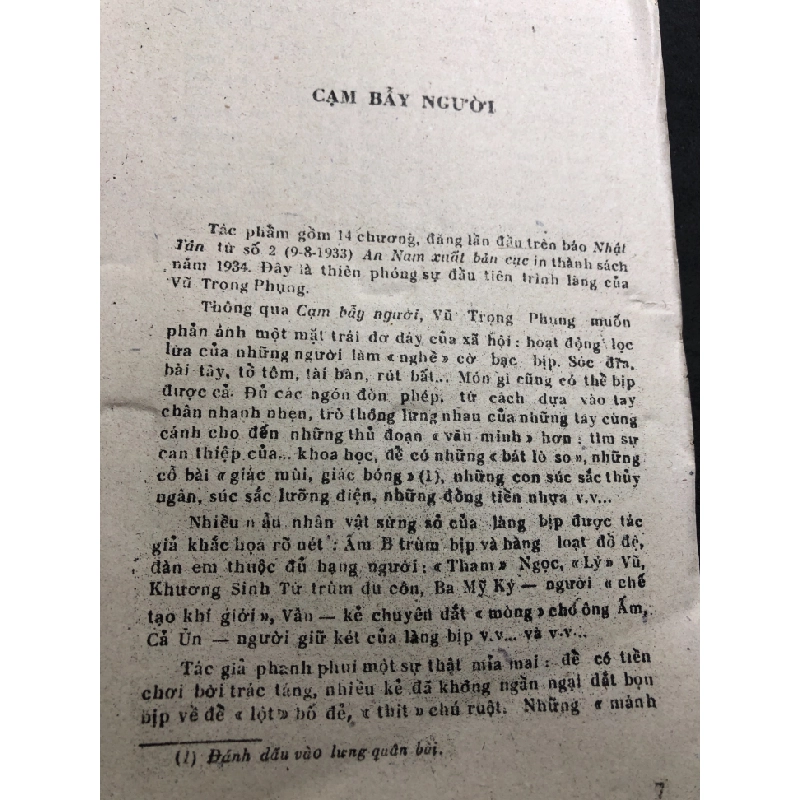 CẠM BẪY NGƯỜI
Tác phẩm gồm 14 chương, đăng lần đầu trên báo Nhật
Tân từ số 2 (9-8-1933) An Nam xuất bản cục in thành sách
năm 1934. Đây là thiên phóng sự đầu tiên trình làng của
Vũ Trọng Phụng.
Thông qua Cạm bẫy người, Vũ Trọng Phụng muốn
phản ánh một mặt trái dơ dáy của xã hội: hoạt động lọc
lừa của những người làm «nghề» cờ bạc bịp. Sóc đĩa,
bài tây, tổ tôm, tài bàn, rút bất... Món gì cũng có thể bịp
được cả. Đủ các ngón đòn phép, từ cách dựa vào tay
chân nhanh nhẹn, trò thông lưng nhau của những tay cùng
cánh cho đến những thủ đoạn «văn minh» hơn: tìm sự
can thiệp của... khoa học, để có những «bát lò so», những
cỗ bài «giác mùi, giác bóng» (1), những con súc sắc thủy
ngân, súc sắc lưỡng diện, những đồng tiền nhựa v.v...
Nhiều mẫu nhân vật sừng sỏ của làng bịp được tác
giả khắc họa rõ nét: Ấm B trùm bịp và hàng loạt đồ đệ,
đàn em thuộc đủ hạng người: «Tham» Ngọc, «Lý» Vũ,
Khương Sinh Từ trùm du côn, Ba Mỹ Ký — người «chế
tạo khí giới», Vân — kẻ chuyên dắt «mòng» cho ông Ấm,
Cả Ủn — người giữ két của làng bịp v.v... và v.v...
Tác giả phanh phui một sự thật mỉa mai: để có tiền
chơi bời trác táng, nhiều kẻ đã không ngần ngại dắt bọn
bịp về để «lột» bố đẻ, «thịt» chú ruột. Những «mảnh
(1) Đánh dấu vào lưng quân bài.
7